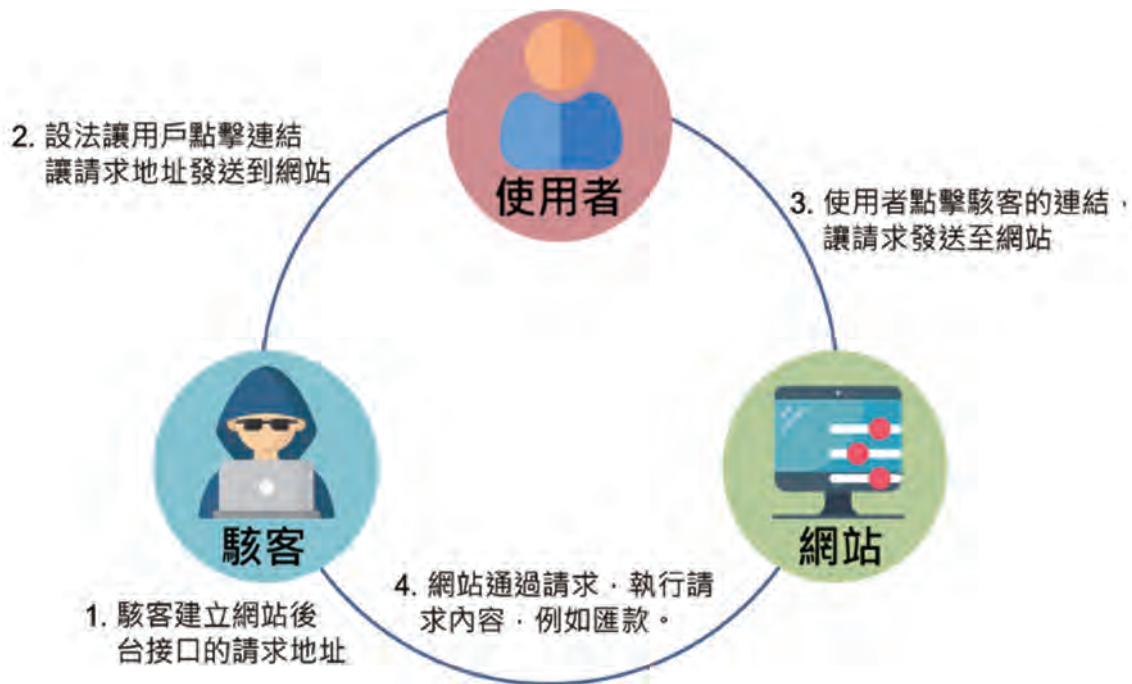 使用者
2. 設法讓用戶點擊連結
讓請求地址發送到網站
3. 使用者點擊駭客的連結，
讓請求發送至網站
駭客
網站
1. 駭客建立網站後
台接口的請求地址
4. 網站通過請求，執行請
求內容，例如匯款。